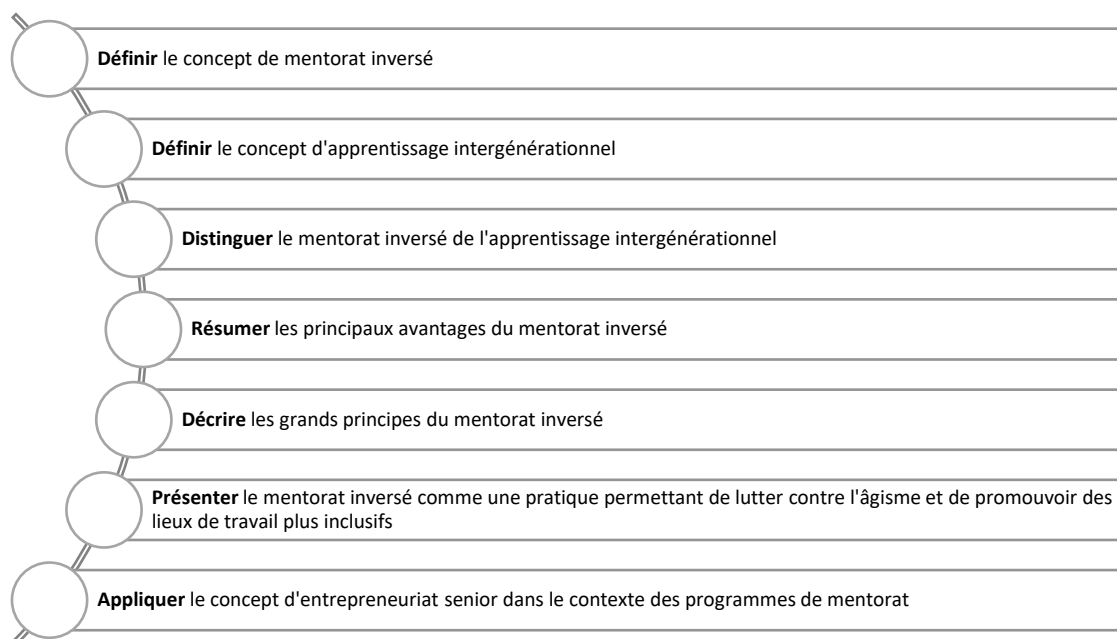 Définir le concept de mentorat inversé
Définir le concept d'apprentissage intergénérationnel
Distinguer le mentorat inversé de l'apprentissage intergénérationnel
Résumer les principaux avantages du mentorat inversé
Décrire les grands principes du mentorat inversé
Présenter le mentorat inversé comme une pratique permettant de lutter contre l'âgisme et de promouvoir des
lieux de travail plus inclusifs
Appliquer le concept d'entrepreneuriat senior dans le contexte des programmes de mentorat